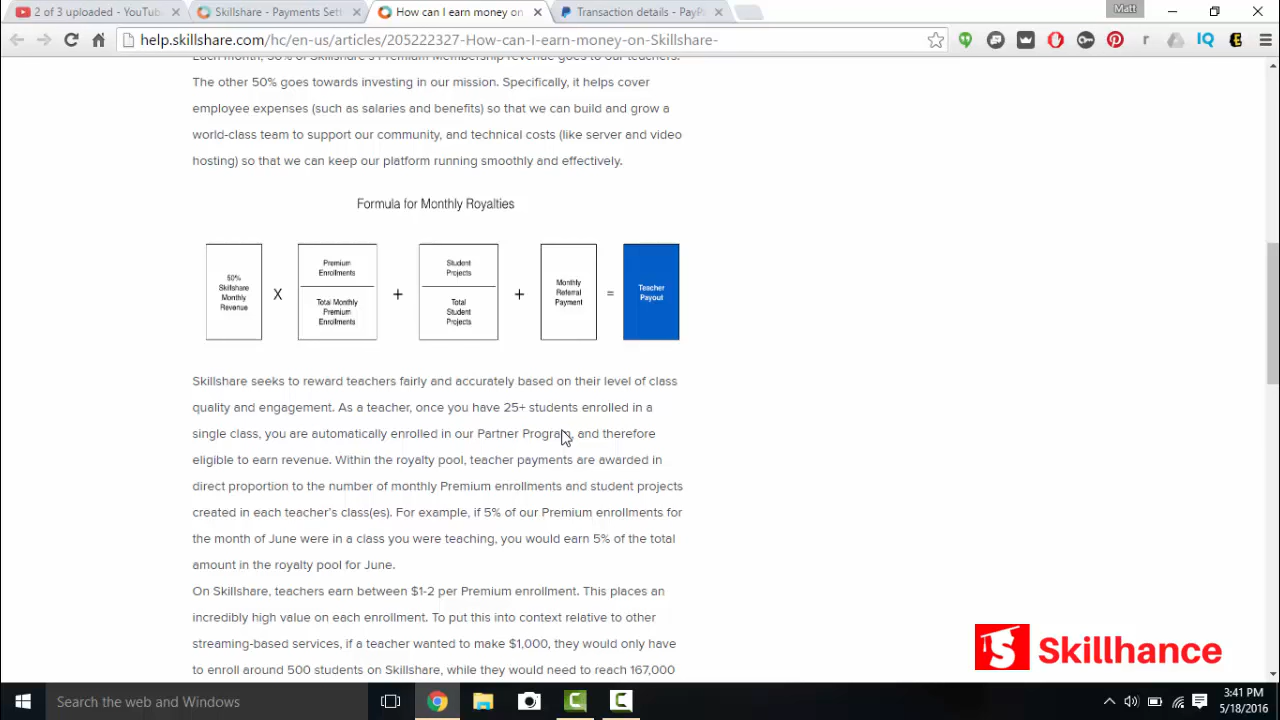 2 of 3 uploaded - YouTub
Skillshare - Payments Set
How can I earn money on
Transaction details - PayP
Matt
help.skillshare.com/hc/en-us/articles/205222327-How-can-I-earn-money-on-Skillshare-
Each month, 50% of Skillshare's Premium Membership revenue goes to our teachers.
The other 50% goes towards investing in our mission. Specifically, it helps cover
employee expenses (such as salaries and benefits) so that we can build and grow a
world-class team to support our community, and technical costs (like server and video
hosting) so that we can keep our platform running smoothly and effectively.
Formula for Monthly Royalties
50%
Skillshare
Monthly
Revenue
X
Premium
Enrollments
Total Monthly
Premium
Enrollments
+
Student
Projects
Total
Student
Projects
+
Monthly
Referral
Payment
=
Teacher
Payout
Skillshare seeks to reward teachers fairly and accurately based on their level of class
quality and engagement. As a teacher, once you have 25+ students enrolled in a
single class, you are automatically enrolled in our Partner Program, and therefore
eligible to earn revenue. Within the royalty pool, teacher payments are awarded in
direct proportion to the number of monthly Premium enrollments and student projects
created in each teacher's class(es). For example, if 5% of our Premium enrollments for
the month of June were in a class you were teaching, you would earn 5% of the total
amount in the royalty pool for June.
On Skillshare, teachers earn between $1-2 per Premium enrollment. This places an
incredibly high value on each enrollment. To put this into context relative to other
streaming-based services, if a teacher wanted to make $1,000, they would only have
to enroll around 500 students on Skillshare, while they would need to reach 167,000
Skillhance
Search the web and Windows
3:41 PM
5/18/2016